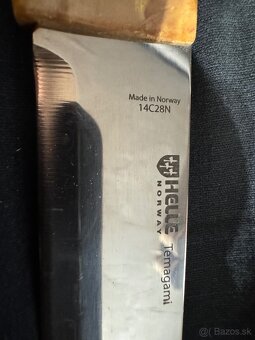 Made in Norway
14C28N
HELLE
NORWAY
Temagami
© Bazos.sk